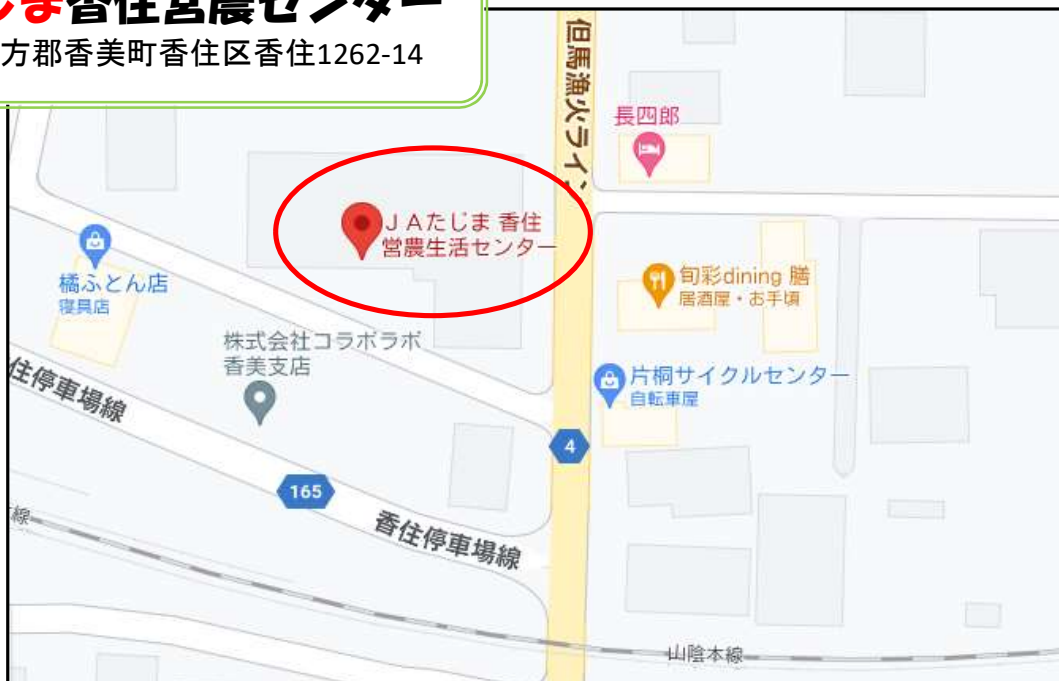 じま香住営農センター
方郡香美町香住区香住1262-14
但馬漁火ライン
長四郎
ＪＡたじま 香住
営農生活センター
橘ふとん店
寝具店
旬彩dining 膳
居酒屋・お手頃
株式会社コラボラボ
香美支店
片桐サイクルセンター
自転車屋
住停車場線
4
165
香住停車場線
線
山陰本線